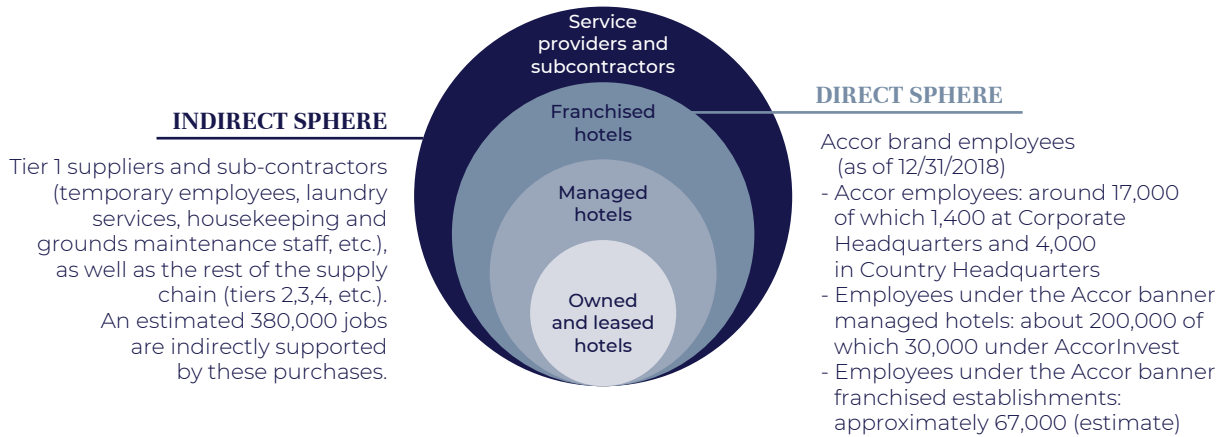 Service
providers and
subcontractors
Franchised
hotels
Managed
hotels
Owned
and leased
hotels
INDIRECT SPHERE
Tier 1 suppliers and sub-contractors
(temporary employees, laundry
services, housekeeping and
grounds maintenance staff, etc.),
as well as the rest of the supply
chain (tiers 2,3,4, etc.).
An estimated 380,000 jobs
are indirectly supported
by these purchases.
DIRECT SPHERE
Accor brand employees
(as of 12/31/2018)
- Accor employees: around 17,000
of which 1,400 at Corporate
Headquarters and 4,000
in Country Headquarters
- Employees under the Accor banner
managed hotels: about 200,000 of
which 30,000 under AccorInvest
- Employees under the Accor banner
franchised establishments:
approximately 67,000 (estimate)